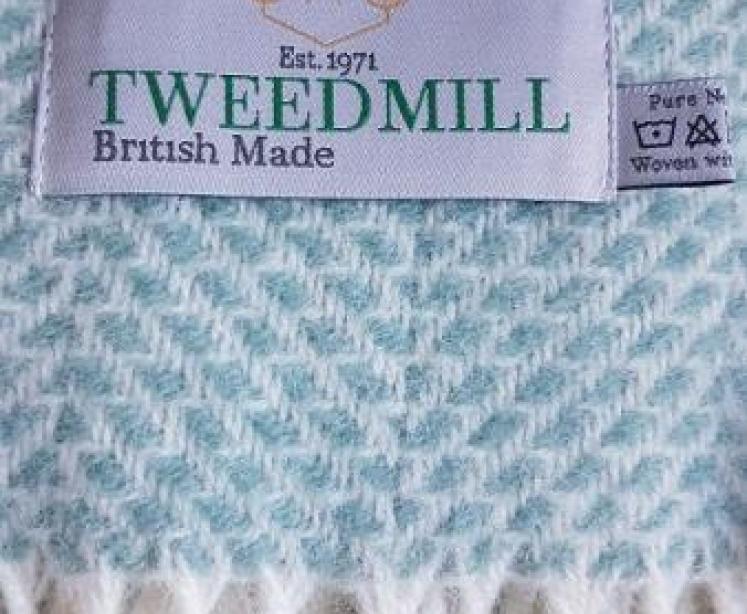 Est. 1971
TWEEDMILL
British Made
Pure
Woven